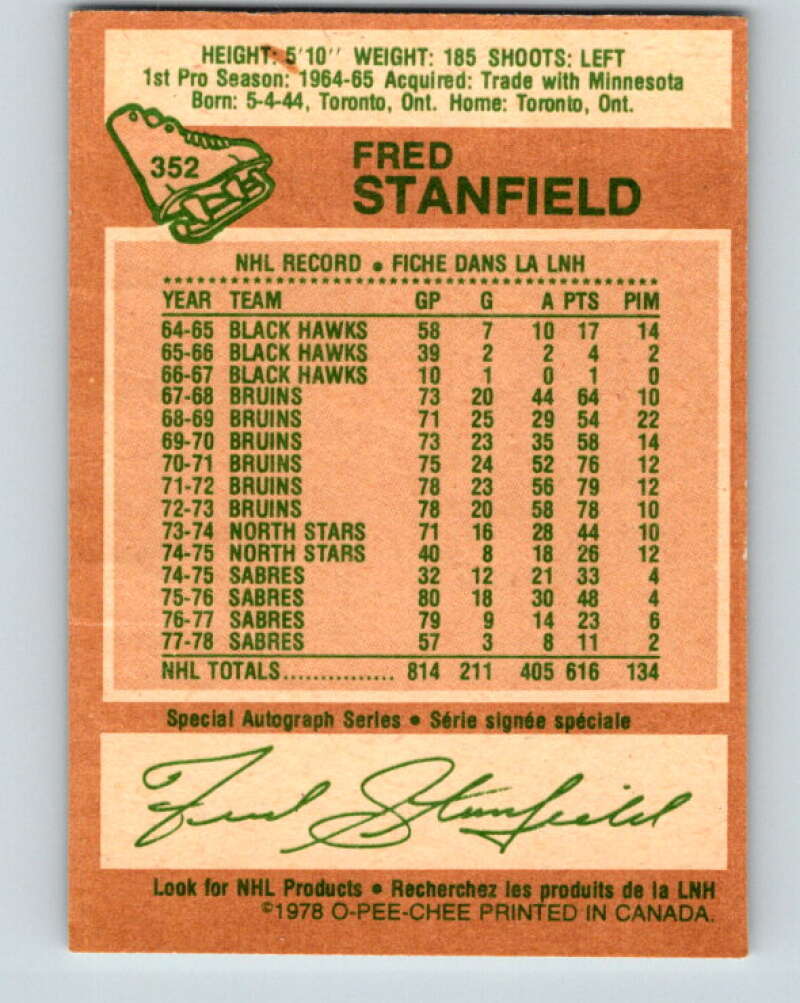 HEIGHT: 5'10" WEIGHT: 185 SHOOTS: LEFT
1st Pro Season: 1964-65 Acquired: Trade with Minnesota
Born: 5-4-44, Toronto, Ont. Home: Toronto, Ont.
352
FRED
STANFIELD
NHL RECORD • FICHE DANS LA LNH
YEAR TEAM GP G A PTS PIM
64-65 BLACK HAWKS 58 7 10 17 14
65-66 BLACK HAWKS 39 2 2 4 2
66-67 BLACK HAWKS 10 1 0 1 0
67-68 BRUINS 73 20 44 64 10
68-69 BRUINS 71 25 29 54 22
69-70 BRUINS 73 23 35 58 14
70-71 BRUINS 75 24 52 76 12
71-72 BRUINS 78 23 56 79 12
72-73 BRUINS 78 20 58 78 10
73-74 NORTH STARS 71 16 28 44 10
74-75 NORTH STARS 40 8 18 26 12
74-75 SABRES 32 12 21 33 4
75-76 SABRES 80 18 30 48 4
76-77 SABRES 79 9 14 23 6
77-78 SABRES 57 3 8 11 2
NHL TOTALS............... 814 211 405 616 134
Special Autograph Series • Série signée spéciale
Fred Stanfield
Look for NHL Products • Recherchez les produits de la LNH
©1978 O-PEE-CHEE PRINTED IN CANADA.